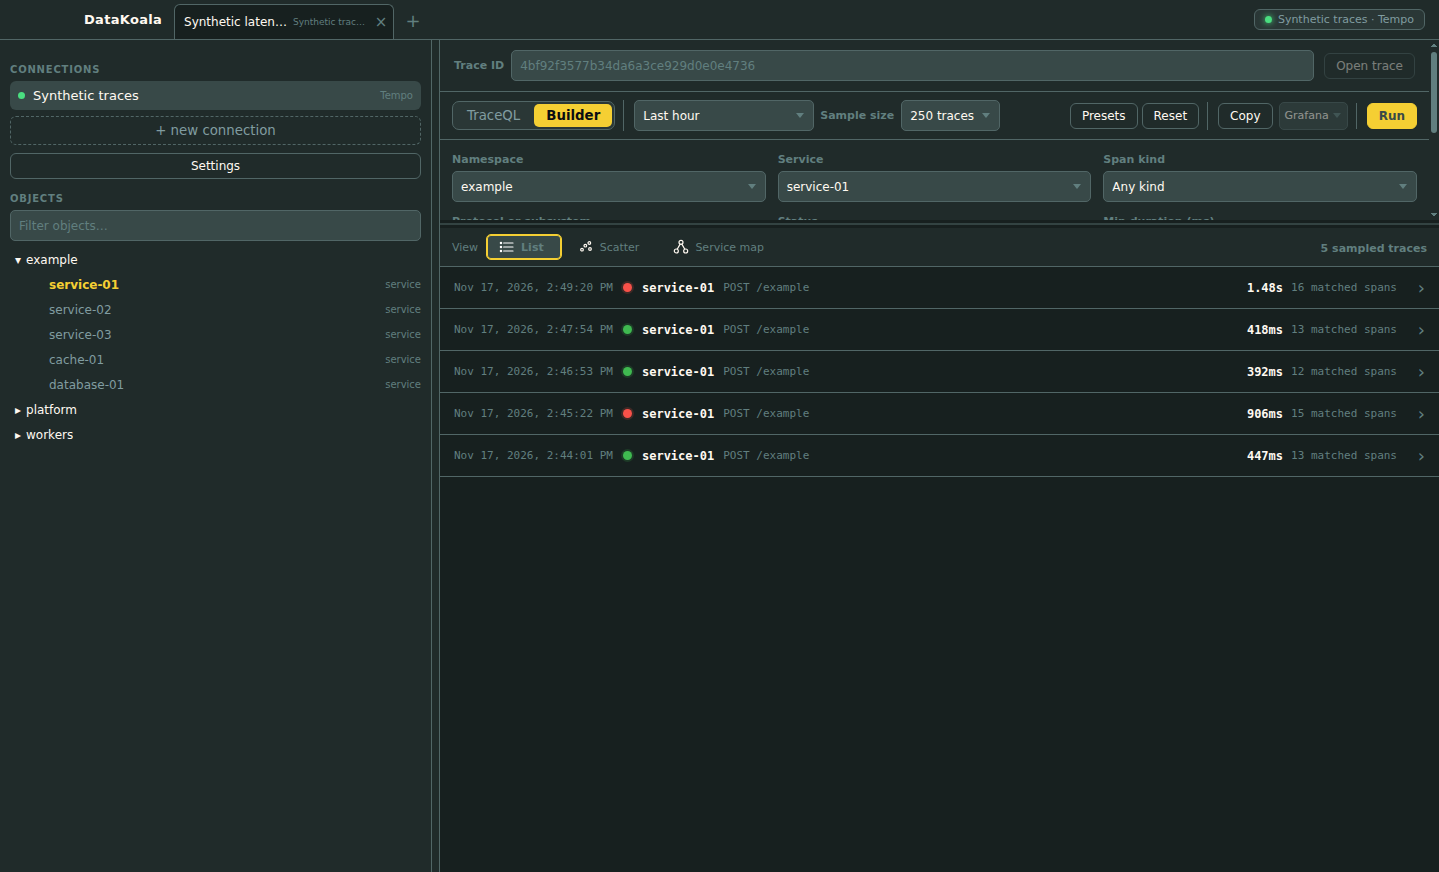 DataKoala
Synthetic laten... Synthetic trac... × +
Synthetic traces · Tempo
CONNECTIONS
Synthetic traces Tempo
+ new connection
Settings
OBJECTS
Filter objects...
▾ example
service-01 service
service-02 service
service-03 service
cache-01 service
database-01 service
▸ platform
▸ workers
Trace ID 4bf92f3577b34da6a3ce929d0e0e4736 Open trace
TraceQL Builder Last hour Sample size 250 traces Presets Reset Copy Grafana Run
Namespace Service Span kind
example service-01 Any kind
Protocol or subsystem Status Min duration (ms)
View List Scatter Service map 5 sampled traces
Nov 17, 2026, 2:49:20 PM service-01 POST /example 1.48s 16 matched spans ›
Nov 17, 2026, 2:47:54 PM service-01 POST /example 418ms 13 matched spans ›
Nov 17, 2026, 2:46:53 PM service-01 POST /example 392ms 12 matched spans ›
Nov 17, 2026, 2:45:22 PM service-01 POST /example 906ms 15 matched spans ›
Nov 17, 2026, 2:44:01 PM service-01 POST /example 447ms 13 matched spans ›